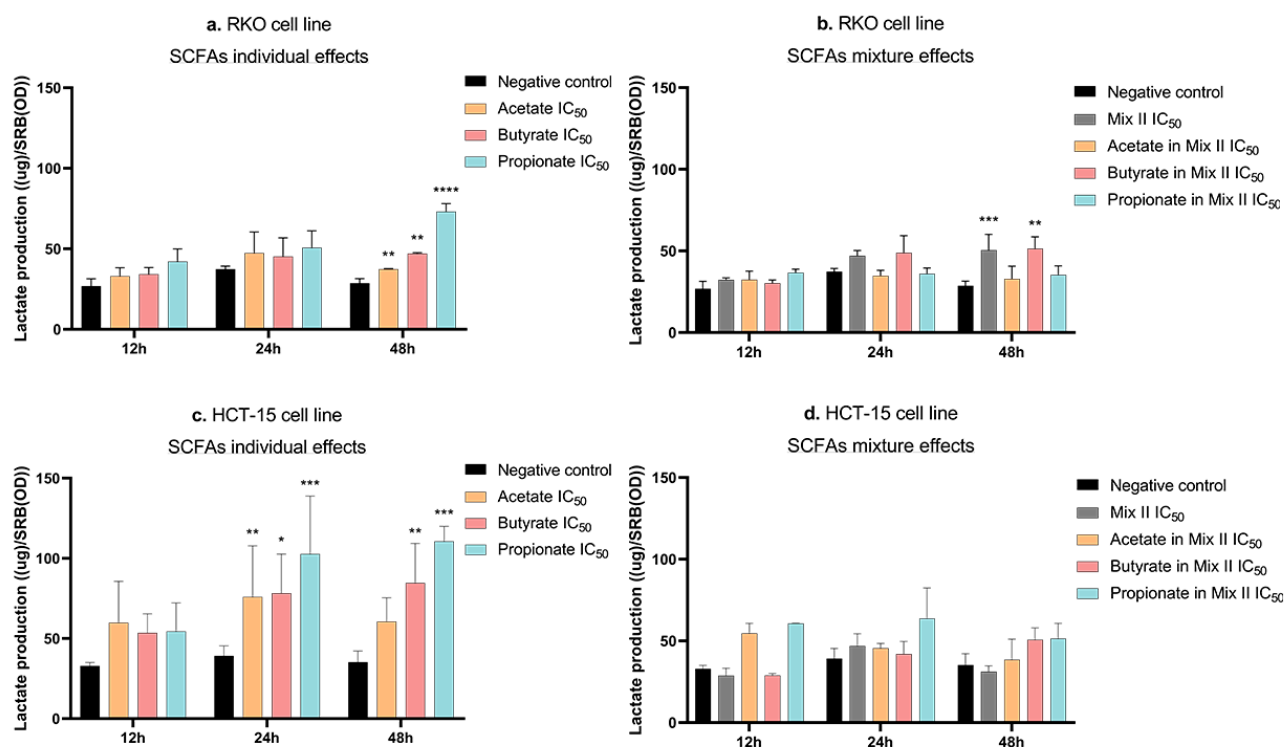 a. RKO cell line
SCFAs individual effects
Negative control
Acetate IC50
Butyrate IC50
Propionate IC50
Lactate production ((ug)/SRB(OD))
150
100
50
0
**
**
****
12h
24h
48h
b. RKO cell line
SCFAs mixture effects
Negative control
Mix II IC50
Acetate in Mix II IC50
Butyrate in Mix II IC50
Propionate in Mix II IC50
Lactate production ((ug)/SRB(OD))
150
100
50
0
***
**
12h
24h
48h
c. HCT-15 cell line
SCFAs individual effects
Negative control
Acetate IC50
Butyrate IC50
Propionate IC50
Lactate production ((ug)/SRB(OD))
150
100
50
0
**
*
***
**
***
12h
24h
48h
d. HCT-15 cell line
SCFAs mixture effects
Negative control
Mix II IC50
Acetate in Mix II IC50
Butyrate in Mix II IC50
Propionate in Mix II IC50
Lactate production ((ug)/SRB(OD))
150
100
50
0
12h
24h
48h